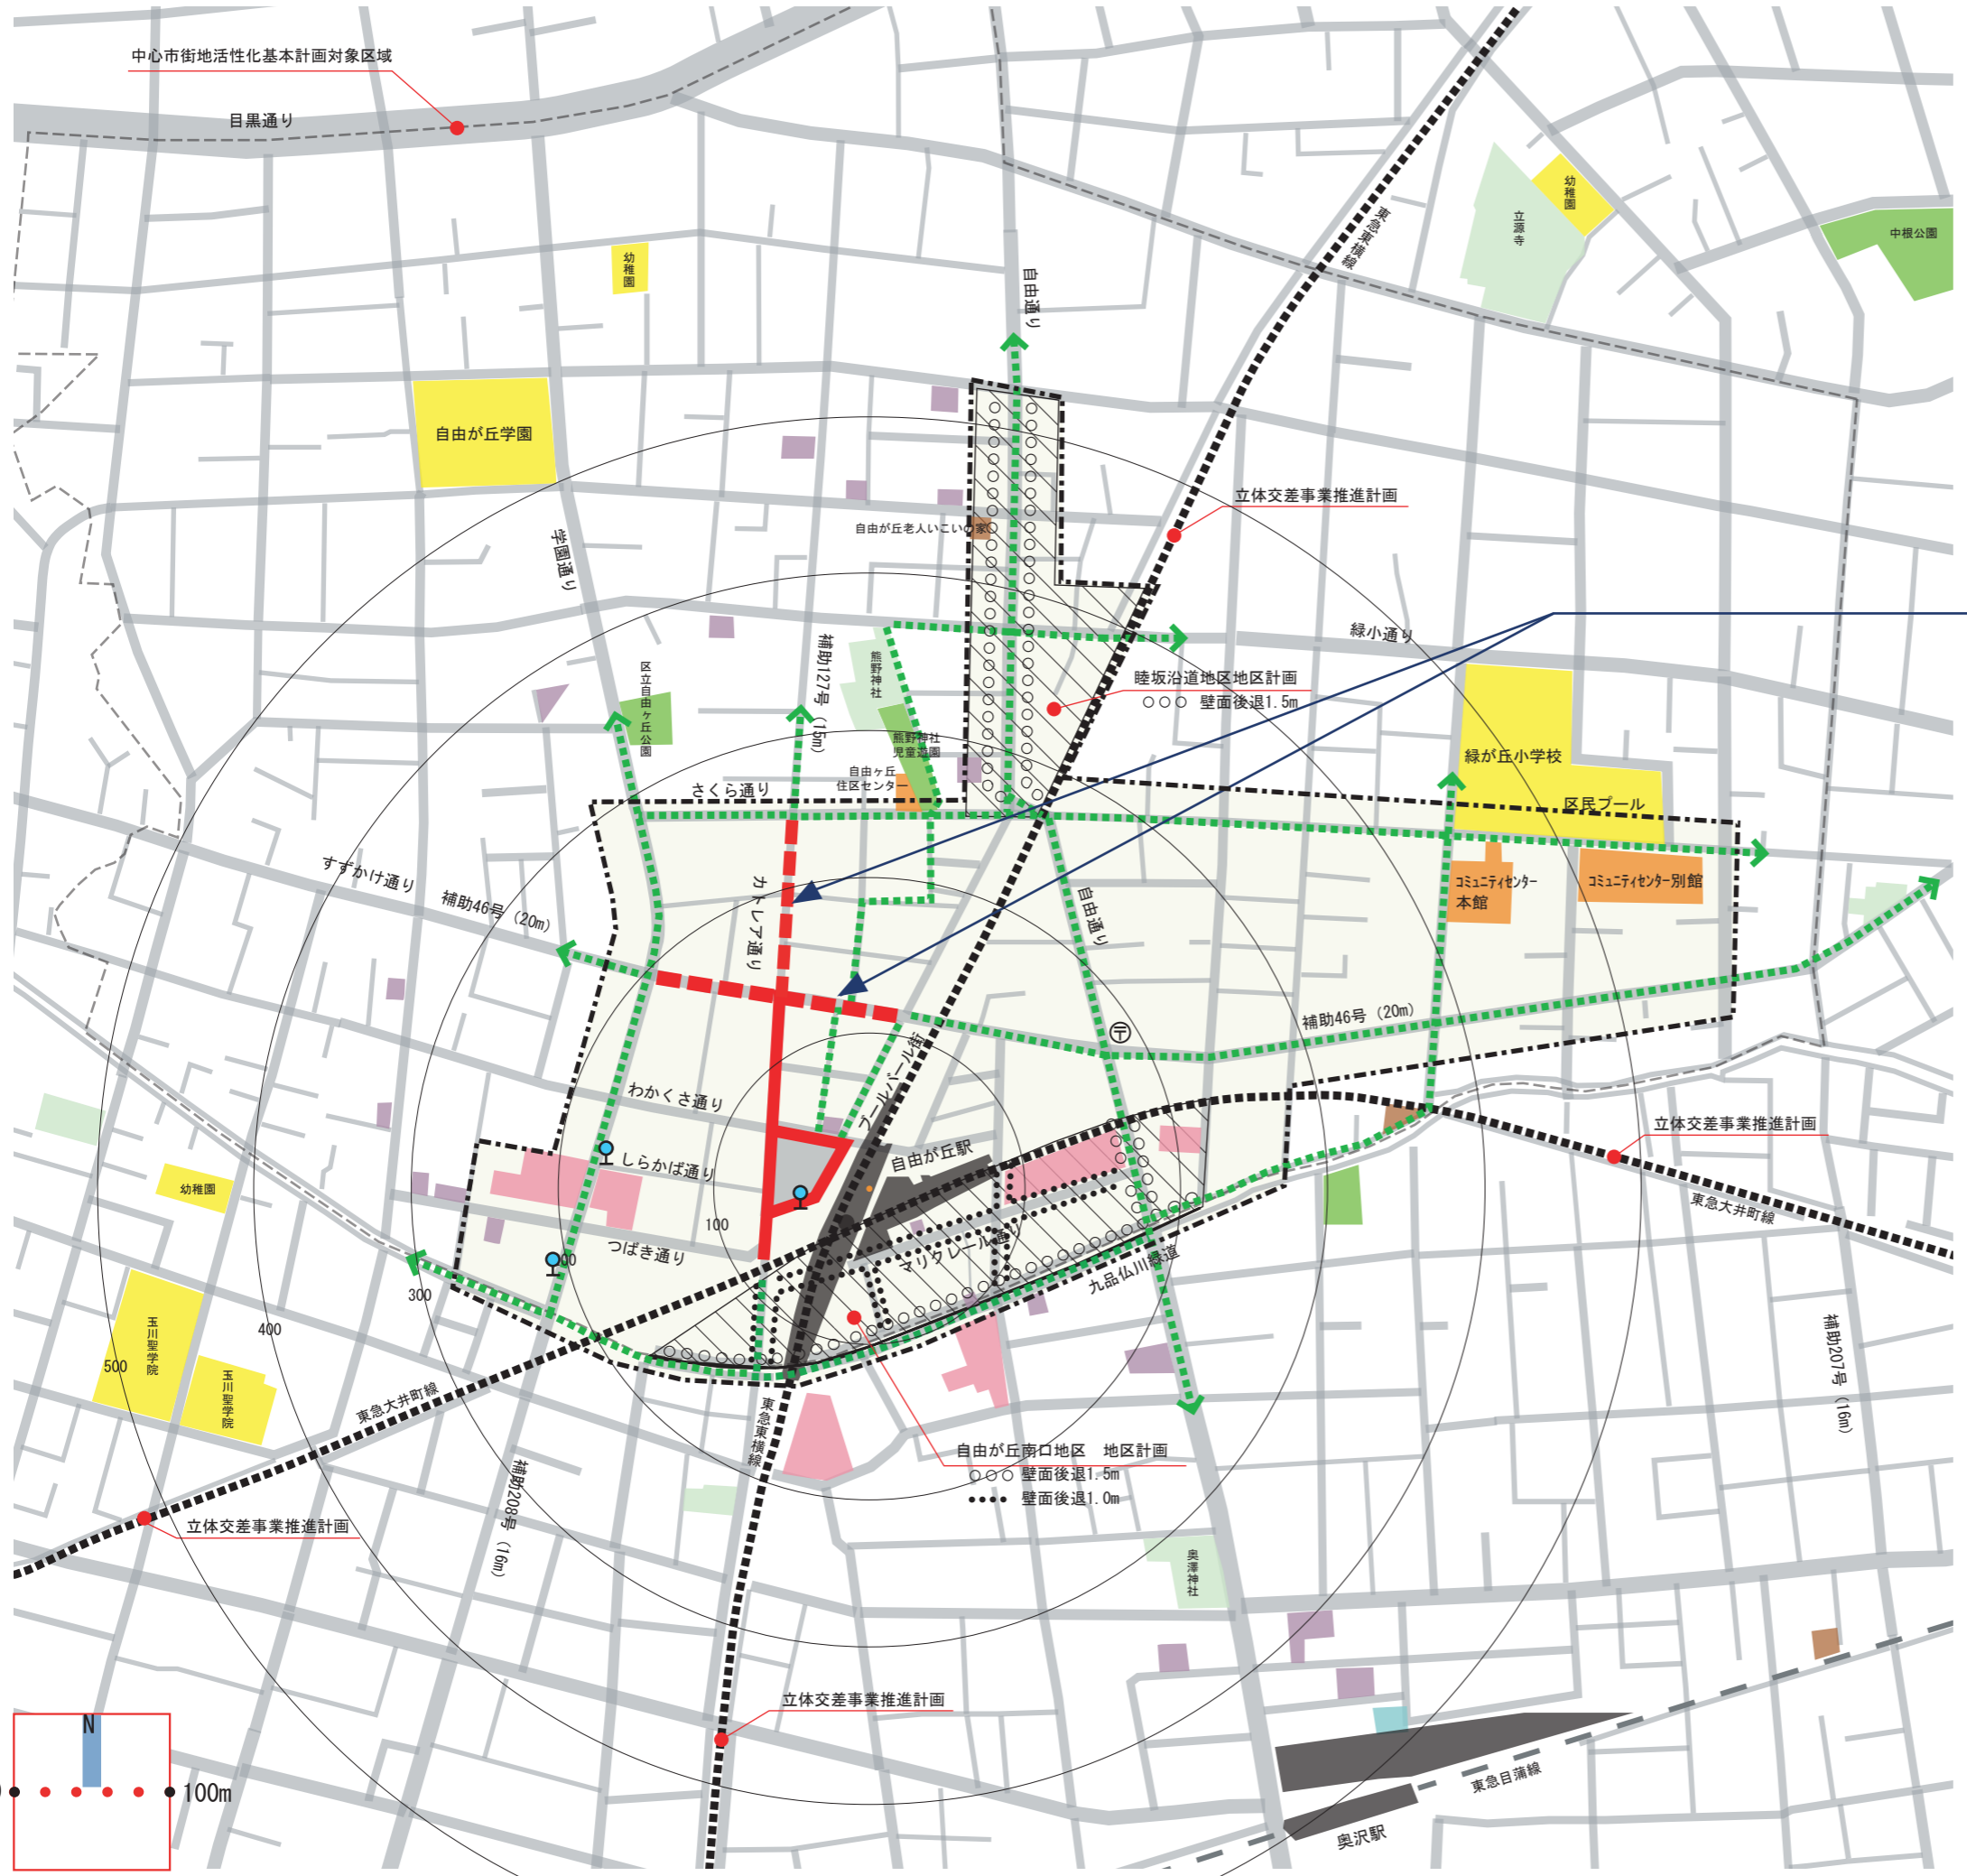 中心市街地活性化基本計画対象区域
目黒通り
幼稚園
立源寺
中根公園
東急東横線
幼稚園
自由通り
自由が丘学園
立体交差事業推進計画
自由が丘老人いこいの家
学園通り
緑小通り
補助127号（15m）
熊野神社
区立自由ヶ丘公園
睦坂沿道地区地区計画
○○○ 壁面後退1.5m
熊野神社
児童遊園
緑が丘小学校
自由ヶ丘
住区センター
さくら通り
区民プール
すずかけ通り
補助46号（20m）
カトレア通り
自由通り
コミュニティセンター
本館
コミュニティセンター別館
〒
補助46号（20m）
わかくさ通り
ブールバール街
立体交差事業推進計画
自由が丘駅
しらかば通り
幼稚園
東急大井町線
100
つばき通り
マリクレール通り
九品仏川緑道
00
300
400
500
玉川聖学院
玉川聖学院
補助207号（16m）
東急大井町線
東急東横線
自由が丘南口地区　地区計画
○○○ 壁面後退1.5m
•••• 壁面後退1.0m
補助208号（16m）
立体交差事業推進計画
奥澤神社
立体交差事業推進計画
N
100m
東急目蒲線
奥沢駅